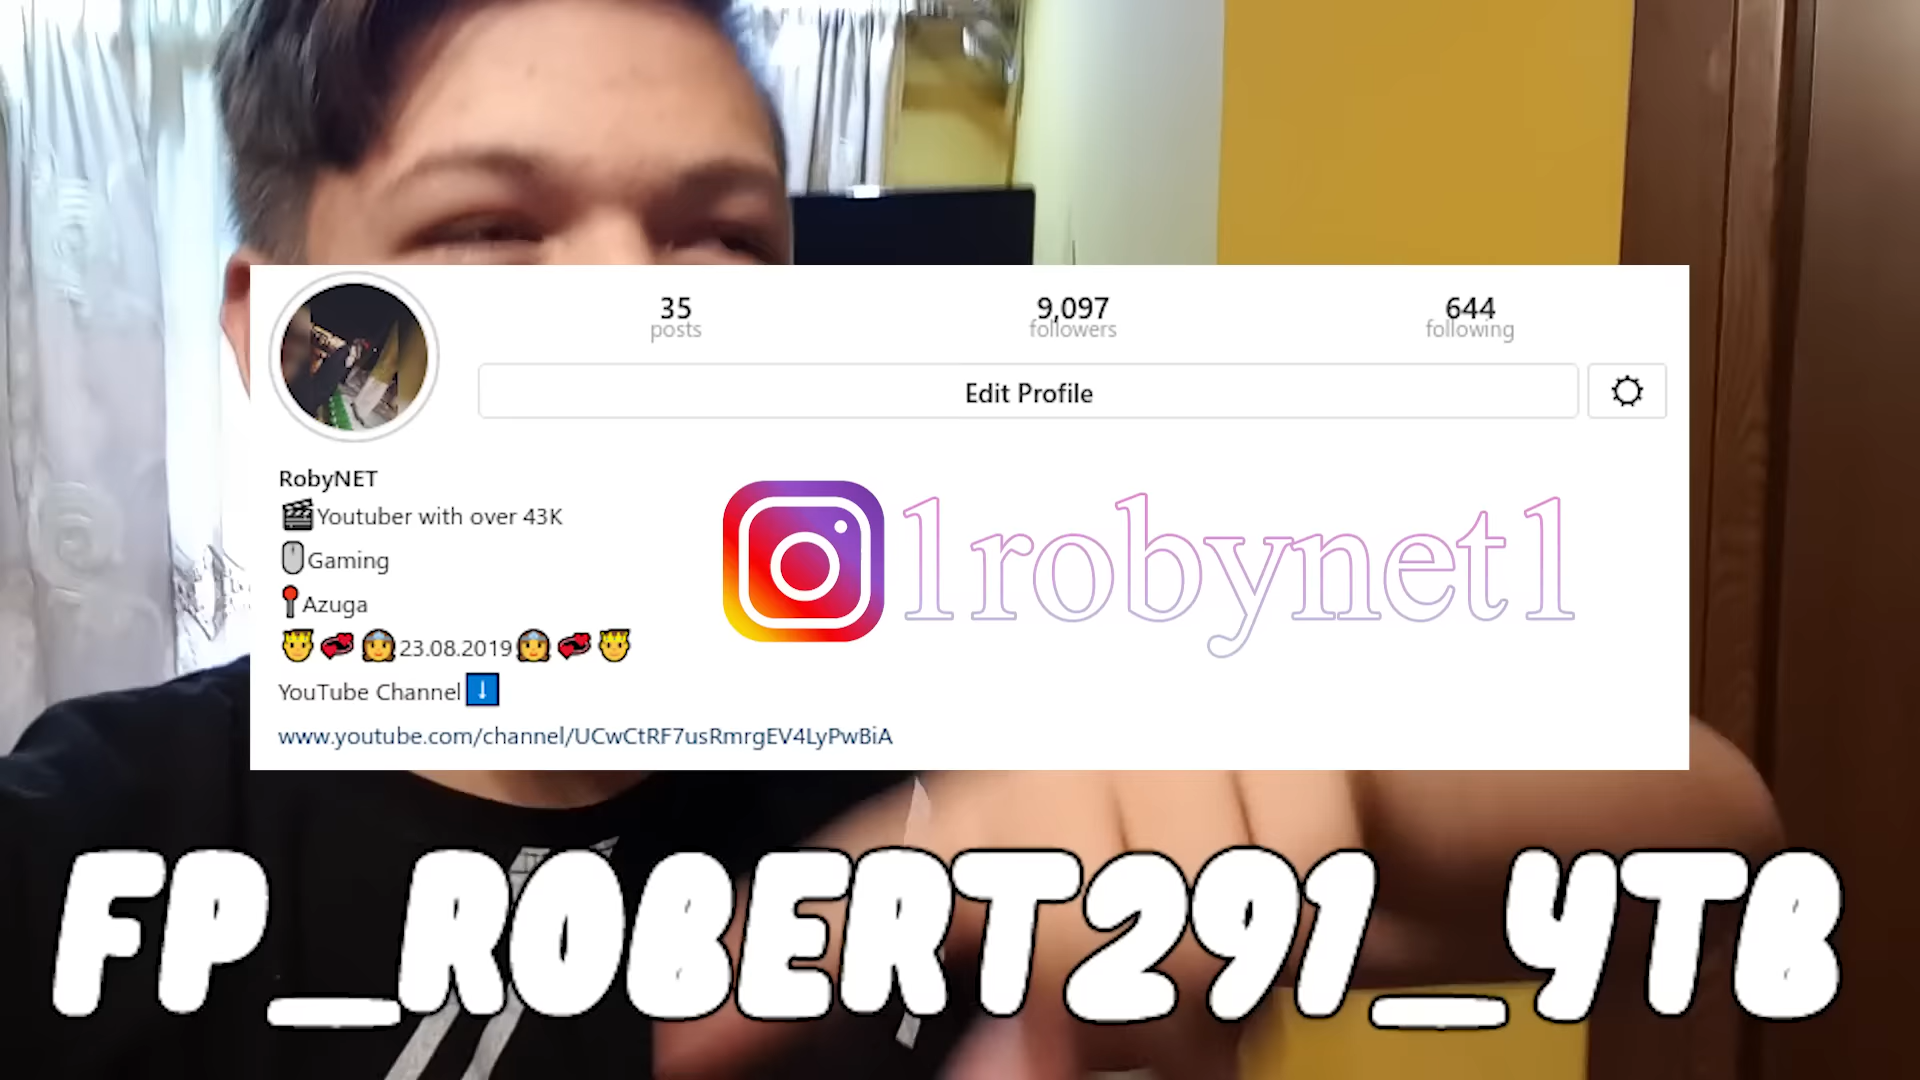 35
posts
9,097
followers
644
following
Edit Profile
RobyNET
Youtuber with over 43K
Gaming
Azuga
23.08.2019
YouTube Channel
www.youtube.com/channel/UCwCtRF7usRmrgEV4LyPwBiA
1robynet1
FP_ROBERT291_YTB